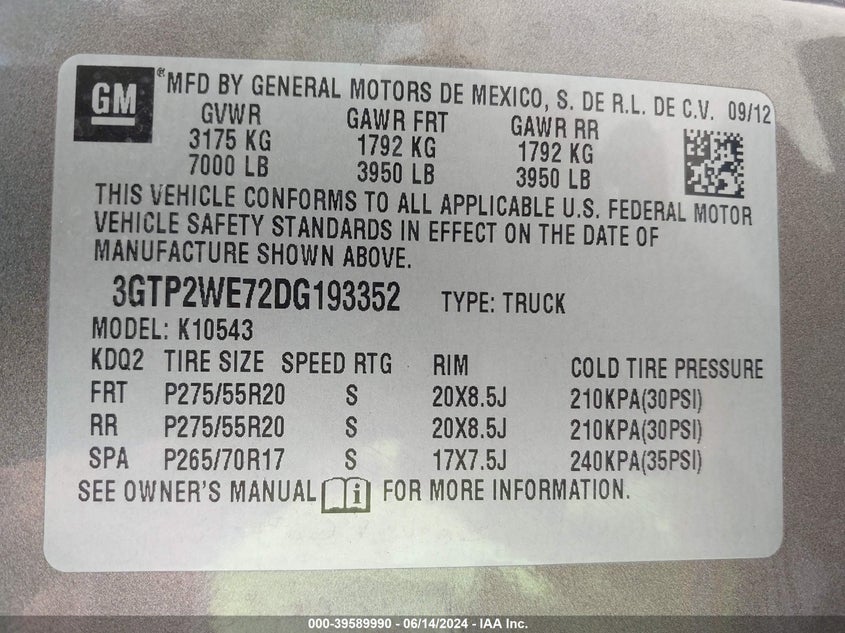 GM
® MFD BY GENERAL MOTORS DE MEXICO, S. DE R.L. DE C.V. 09/12
GVWR GAWR FRT GAWR RR
3175 KG 1792 KG 1792 KG
7000 LB 3950 LB 3950 LB
THIS VEHICLE CONFORMS TO ALL APPLICABLE U.S. FEDERAL MOTOR
VEHICLE SAFETY STANDARDS IN EFFECT ON THE DATE OF
MANUFACTURE SHOWN ABOVE.
3GTP2WE72DG193352 TYPE: TRUCK
MODEL: K10543
KDQ2 TIRE SIZE SPEED RTG RIM COLD TIRE PRESSURE
FRT P275/55R20 S 20X8.5J 210KPA(30PSI)
RR P275/55R20 S 20X8.5J 210KPA(30PSI)
SPA P265/70R17 S 17X7.5J 240KPA(35PSI)
SEE OWNER'S MANUAL i FOR MORE INFORMATION.
000-39589990 - 06/14/2024 - IAA Inc.